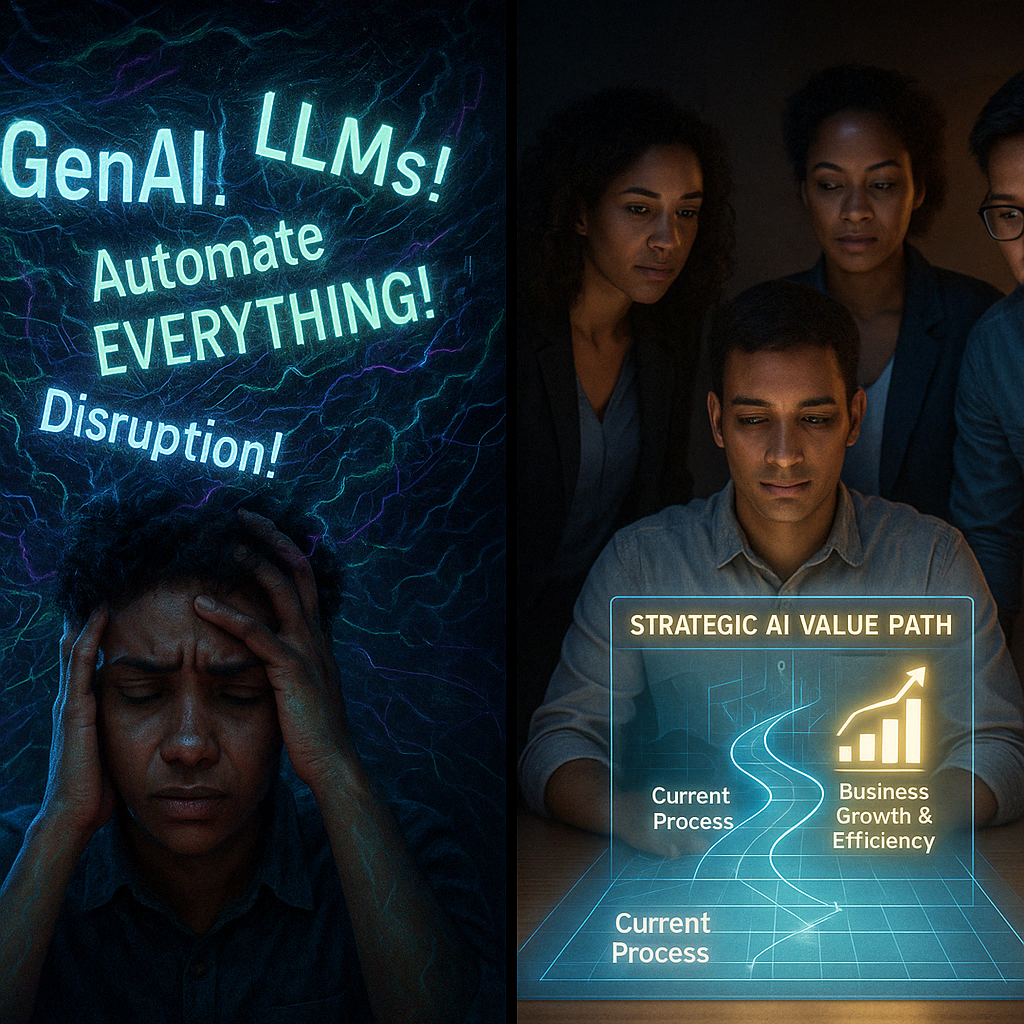 GenAI!
LLMs!
Automate
EVERYTHING!
Disruption!
STRATEGIC AI VALUE PATH
Current
Process
Business
Growth &
Efficiency
Current
Process